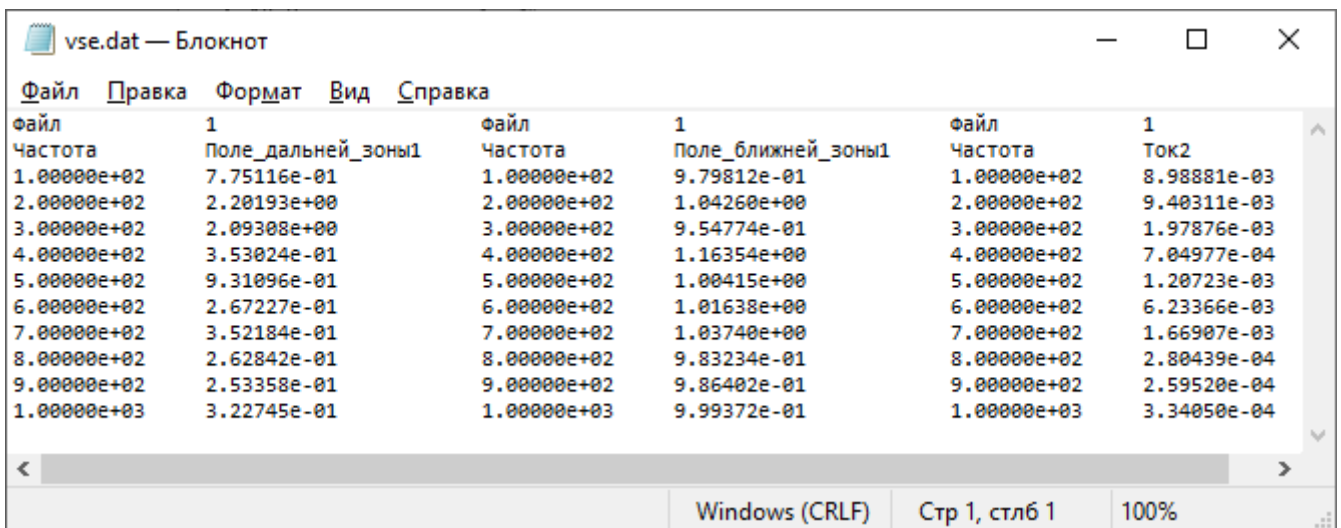 vse.dat — Блокнот
Файл Правка Формат Вид Справка
Файл 1 Файл 1 Файл 1
Частота Поле_дальней_зоны1 Частота Поле_ближней_зоны1 Частота Ток2
1.00000e+02 7.75116e-01 1.00000e+02 9.79812e-01 1.00000e+02 8.98881e-03
2.00000e+02 2.20193e+00 2.00000e+02 1.04260e+00 2.00000e+02 9.40311e-03
3.00000e+02 2.09308e+00 3.00000e+02 9.54774e-01 3.00000e+02 1.97876e-03
4.00000e+02 3.53024e-01 4.00000e+02 1.16354e+00 4.00000e+02 7.04977e-04
5.00000e+02 9.31096e-01 5.00000e+02 1.00415e+00 5.00000e+02 1.20723e-03
6.00000e+02 2.67227e-01 6.00000e+02 1.01638e+00 6.00000e+02 6.23366e-03
7.00000e+02 3.52184e-01 7.00000e+02 1.03740e+00 7.00000e+02 1.66907e-03
8.00000e+02 2.62842e-01 8.00000e+02 9.83234e-01 8.00000e+02 2.80439e-04
9.00000e+02 2.53358e-01 9.00000e+02 9.86402e-01 9.00000e+02 2.59520e-04
1.00000e+03 3.22745e-01 1.00000e+03 9.99372e-01 1.00000e+03 3.34050e-04
Windows (CRLF) Стр 1, стлб 1 100%